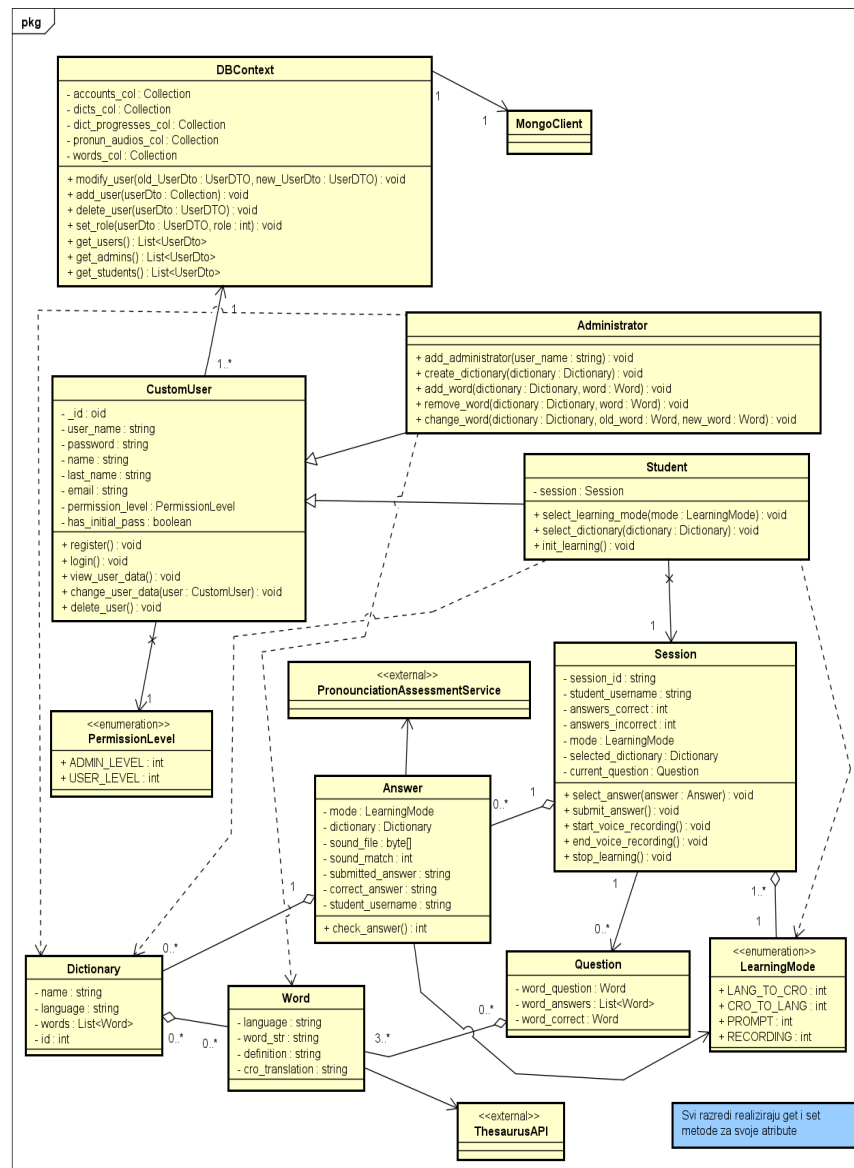 pkg
DBContext
- accounts_col : Collection
- dicts_col : Collection
- dict_progresses_col : Collection
- pronun_audios_col : Collection
- words_col : Collection
+ modify_user(old_UserDto : UserDTO, new_UserDto : UserDTO) : void
+ add_user(userDto : Collection) : void
+ delete_user(userDto : UserDTO) : void
+ set_role(userDto : UserDTO, role : int) : void
+ get_users() : List<UserDto>
+ get_admins() : List<UserDto>
+ get_students() : List<UserDto>
1
1
MongoClient
1
1..*
Administrator
+ add_administrator(user_name : string) : void
+ create_dictionary(dictionary : Dictionary) : void
+ add_word(dictionary : Dictionary, word : Word) : void
+ remove_word(dictionary : Dictionary, word : Word) : void
+ change_word(dictionary : Dictionary, old_word : Word, new_word : Word) : void
CustomUser
- _id : oid
- user_name : string
- password : string
- name : string
- last_name : string
- email : string
- permission_level : PermissionLevel
- has_initial_pass : boolean
+ register() : void
+ login() : void
+ view_user_data() : void
+ change_user_data(user : CustomUser) : void
+ delete_user() : void
Student
- session : Session
+ select_learning_mode(mode : LearningMode) : void
+ select_dictionary(dictionary : Dictionary) : void
+ init_learning() : void
1
1
<<enumeration>>
PermissionLevel
+ ADMIN_LEVEL : int
+ USER_LEVEL : int
<<external>>
PronounciationAssessmentService
Session
- session_id : string
- student_username : string
- answers_correct : int
- answers_incorrect : int
- mode : LearningMode
- selected_dictionary : Dictionary
- current_question : Question
+ select_answer(answer : Answer) : void
+ submit_answer() : void
+ start_voice_recording() : void
+ end_voice_recording() : void
+ stop_learning() : void
Answer
- mode : LearningMode
- dictionary : Dictionary
- sound_file : byte[]
- sound_match : int
- submitted_answer : string
- correct_answer : string
- student_username : string
+ check_answer() : int
0..*
1
1
0..*
1
0..*
1..*
1
Dictionary
- name : string
- language : string
- words : List<Word>
- id : int
0..*
0..*
Word
- language : string
- word_str : string
- definition : string
- cro_translation : string
3..*
0..*
Question
- word_question : Word
- word_answers : List<Word>
- word_correct : Word
<<enumeration>>
LearningMode
+ LANG_TO_CRO : int
+ CRO_TO_LANG : int
+ PROMPT : int
+ RECORDING : int
<<external>>
ThesaurusAPI
Svi razredi realiziraju get i set
metode za svoje atribute